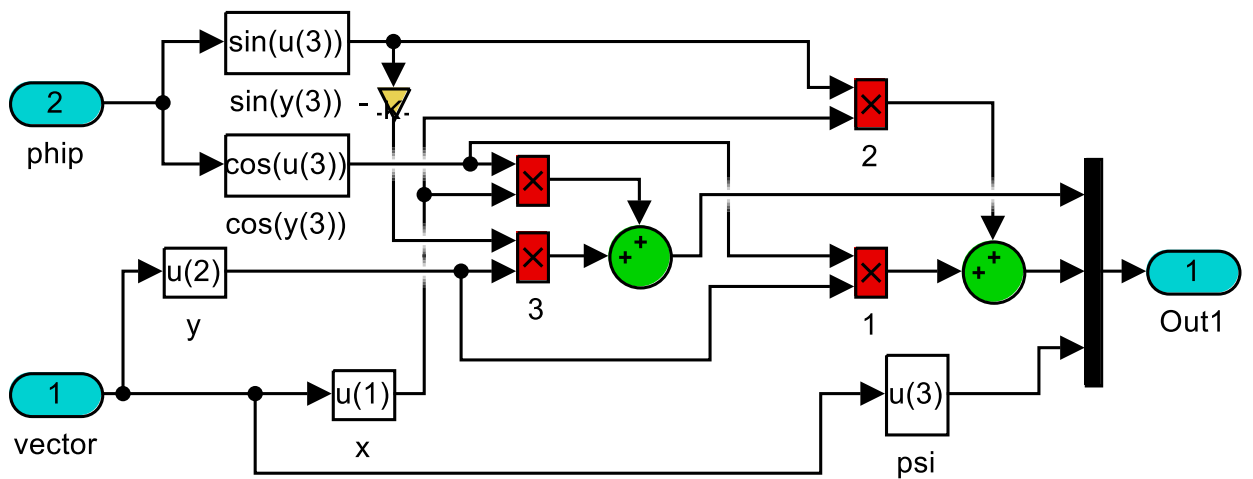 sin(u(3))
2
sin(y(3))
-K-
phip
cos(u(3))
2
cos(y(3))
u(2)
1
y
3
1
Out1
1
u(1)
u(3)
vector
x
psi